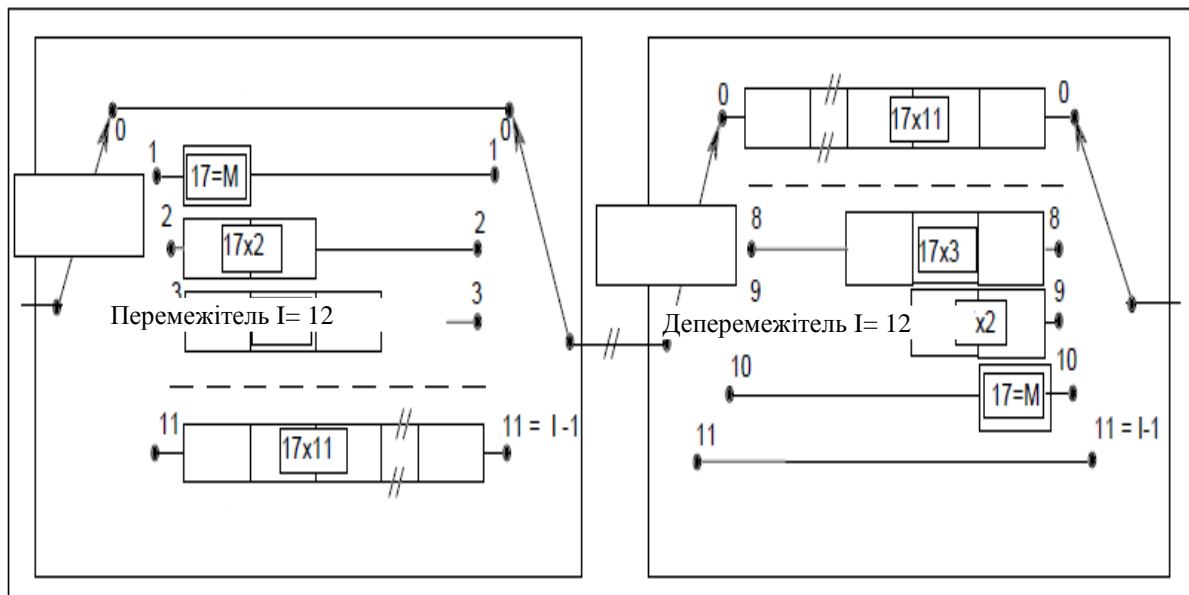 0
0
1
17=M
1
2
17x2
2
3
3
Перемежітель I= 12
11
17x11
11 = I -1
0
17x11
0
8
17x3
8
9
x2
9
Деперемежітель I= 12
10
17=M
10
11
11 = I-1